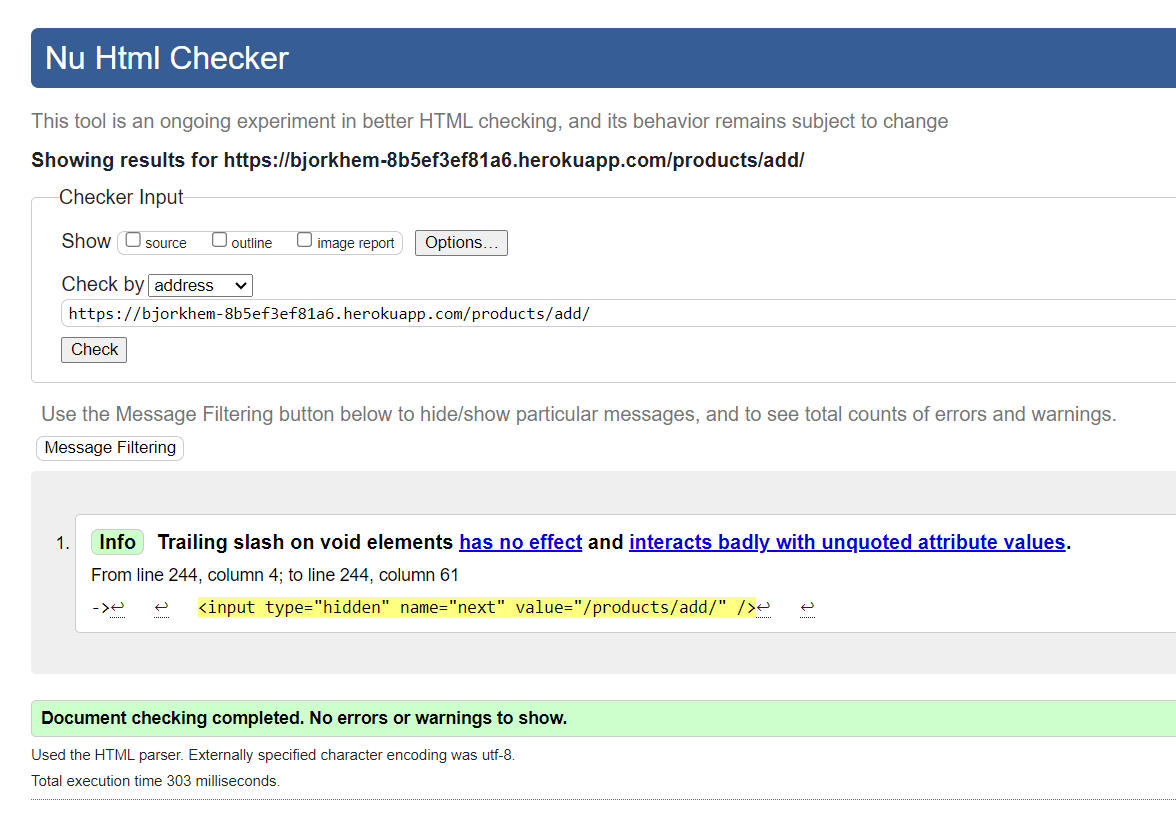 Nu Html Checker
This tool is an ongoing experiment in better HTML checking, and its behavior remains subject to change
Showing results for https://bjorkhem-8b5ef3ef81a6.herokuapp.com/products/add/
Checker Input
Show source outline image report Options...
Check by address
https://bjorkhem-8b5ef3ef81a6.herokuapp.com/products/add/
Check
Use the Message Filtering button below to hide/show particular messages, and to see total counts of errors and warnings.
Message Filtering
1. Info Trailing slash on void elements has no effect and interacts badly with unquoted attribute values.
From line 244, column 4; to line 244, column 61
->↩ ↩ <input type="hidden" name="next" value="/products/add/" />↩ ↩
Document checking completed. No errors or warnings to show.
Used the HTML parser. Externally specified character encoding was utf-8.
Total execution time 303 milliseconds.